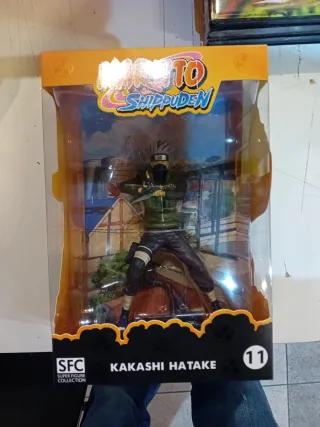 NARUTO
SHIPPUDEN
SFC
SUPER FIGURE
COLLECTION
KAKASHI HATAKE
11